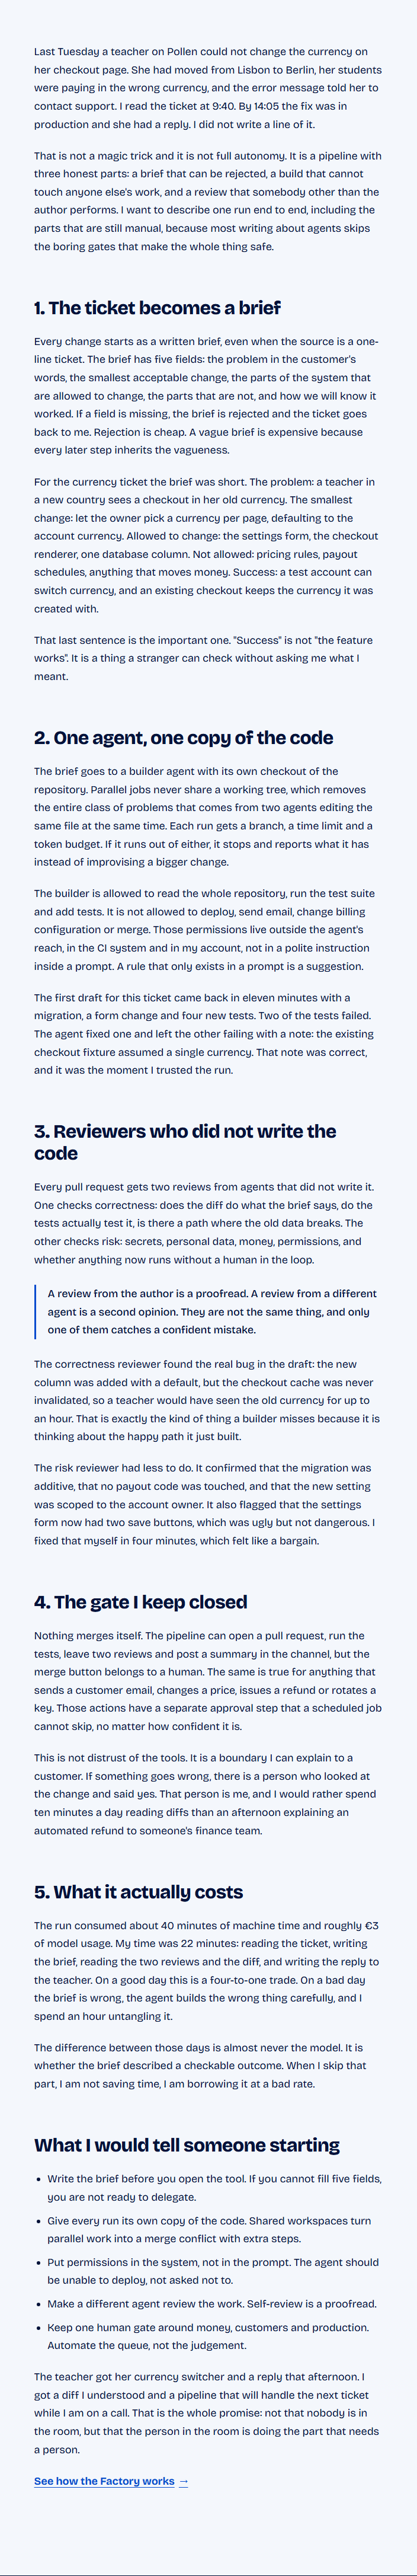 Last Tuesday a teacher on Pollen could not change the currency on
her checkout page. She had moved from Lisbon to Berlin, her students
were paying in the wrong currency, and the error message told her to
contact support. I read the ticket at 9:40. By 14:05 the fix was in
production and she had a reply. I did not write a line of it.
That is not a magic trick and it is not full autonomy. It is a pipeline with
three honest parts: a brief that can be rejected, a build that cannot
touch anyone else's work, and a review that somebody other than the
author performs. I want to describe one run end to end, including the
parts that are still manual, because most writing about agents skips
the boring gates that make the whole thing safe.
1. The ticket becomes a brief
Every change starts as a written brief, even when the source is a one-
line ticket. The brief has five fields: the problem in the customer's
words, the smallest acceptable change, the parts of the system that
are allowed to change, the parts that are not, and how we will know it
worked. If a field is missing, the brief is rejected and the ticket goes
back to me. Rejection is cheap. A vague brief is expensive because
every later step inherits the vagueness.
For the currency ticket the brief was short. The problem: a teacher in
a new country sees a checkout in her old currency. The smallest
change: let the owner pick a currency per page, defaulting to the
account currency. Allowed to change: the settings form, the checkout
renderer, one database column. Not allowed: pricing rules, payout
schedules, anything that moves money. Success: a test account can
switch currency, and an existing checkout keeps the currency it was
created with.
That last sentence is the important one. "Success" is not "the feature
works". It is a thing a stranger can check without asking me what I
meant.
2. One agent, one copy of the code
The brief goes to a builder agent with its own checkout of the
repository. Parallel jobs never share a working tree, which removes
the entire class of problems that comes from two agents editing the
same file at the same time. Each run gets a branch, a time limit and a
token budget. If it runs out of either, it stops and reports what it has
instead of improvising a bigger change.
The builder is allowed to read the whole repository, run the test suite
and add tests. It is not allowed to deploy, send email, change billing
configuration or merge. Those permissions live outside the agent's
reach, in the CI system and in my account, not in a polite instruction
inside a prompt. A rule that only exists in a prompt is a suggestion.
The first draft for this ticket came back in eleven minutes with a
migration, a form change and four new tests. Two of the tests failed.
The agent fixed one and left the other failing with a note: the existing
checkout fixture assumed a single currency. That note was correct,
and it was the moment I trusted the run.
3. Reviewers who did not write the
code
Every pull request gets two reviews from agents that did not write it.
One checks correctness: does the diff do what the brief says, do the
tests actually test it, is there a path where the old data breaks. The
other checks risk: secrets, personal data, money, permissions, and
whether anything now runs without a human in the loop.
A review from the author is a proofread. A review from a different
agent is a second opinion. They are not the same thing, and only
one of them catches a confident mistake.
The correctness reviewer found the real bug in the draft: the new
column was added with a default, but the checkout cache was never
invalidated, so a teacher would have seen the old currency for up to
an hour. That is exactly the kind of thing a builder misses because it is
thinking about the happy path it just built.
The risk reviewer had less to do. It confirmed that the migration was
additive, that no payout code was touched, and that the new setting
was scoped to the account owner. It also flagged that the settings
form now had two save buttons, which was ugly but not dangerous. I
fixed that myself in four minutes, which felt like a bargain.
4. The gate I keep closed
Nothing merges itself. The pipeline can open a pull request, run the
tests, leave two reviews and post a summary in the channel, but the
merge button belongs to a human. The same is true for anything that
sends a customer email, changes a price, issues a refund or rotates a
key. Those actions have a separate approval step that a scheduled job
cannot skip, no matter how confident it is.
This is not distrust of the tools. It is a boundary I can explain to a
customer. If something goes wrong, there is a person who looked at
the change and said yes. That person is me, and I would rather spend
ten minutes a day reading diffs than an afternoon explaining an
automated refund to someone's finance team.
5. What it actually costs
The run consumed about 40 minutes of machine time and roughly €3
of model usage. My time was 22 minutes: reading the ticket, writing
the brief, reading the two reviews and the diff, and writing the reply to
the teacher. On a good day this is a four-to-one trade. On a bad day
the brief is wrong, the agent builds the wrong thing carefully, and I
spend an hour untangling it.
The difference between those days is almost never the model. It is
whether the brief described a checkable outcome. When I skip that
part, I am not saving time, I am borrowing it at a bad rate.
What I would tell someone starting
• Write the brief before you open the tool. If you cannot fill five fields,
you are not ready to delegate.
• Give every run its own copy of the code. Shared workspaces turn
parallel work into a merge conflict with extra steps.
• Put permissions in the system, not in the prompt. The agent should
be unable to deploy, not asked not to.
• Make a different agent review the work. Self-review is a proofread.
• Keep one human gate around money, customers and production.
Automate the queue, not the judgement.
The teacher got her currency switcher and a reply that afternoon. I
got a diff I understood and a pipeline that will handle the next ticket
while I am on a call. That is the whole promise: not that nobody is in
the room, but that the person in the room is doing the part that needs
a person.
See how the Factory works →